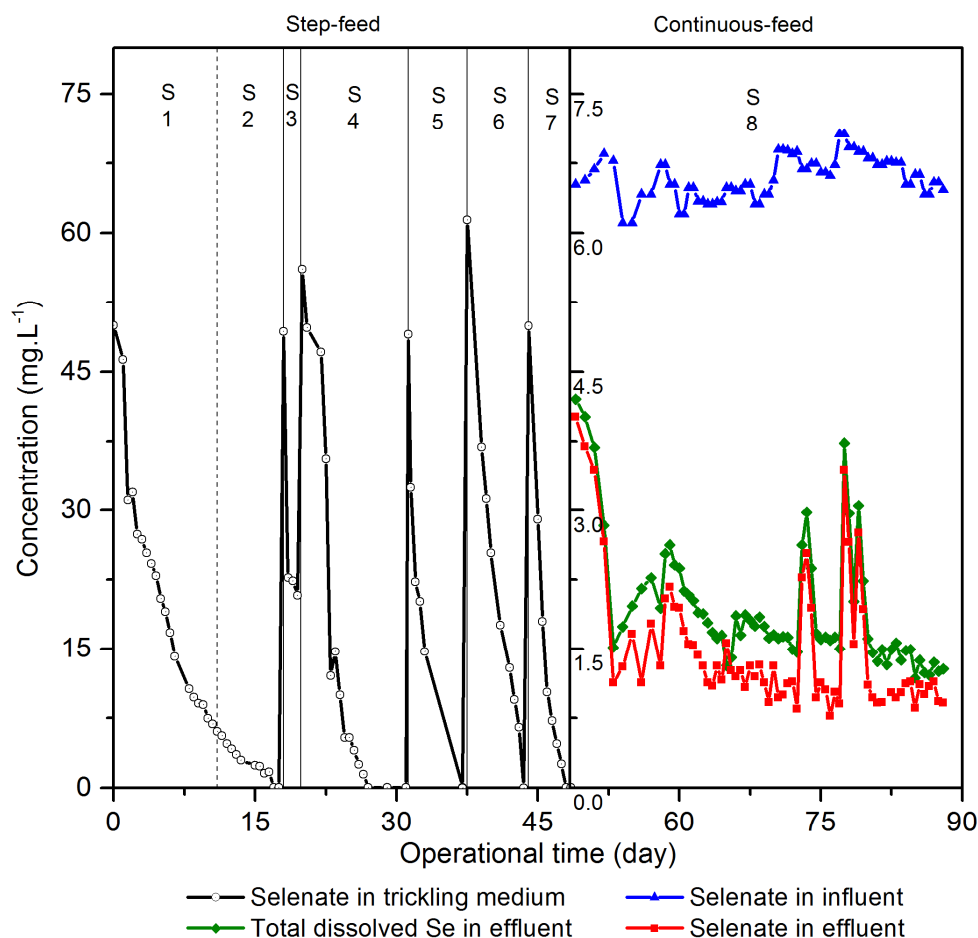 Step-feed
Continuous-feed
S
1
S
2
S
3
S
4
S
5
S
6
S
7
S
8
75
60
45
30
15
0
7.5
6.0
4.5
3.0
1.5
0.0
Concentration (mg.L⁻¹)
0
15
30
45
60
75
90
Operational time (day)
Selenate in trickling medium
Selenate in influent
Total dissolved Se in effluent
Selenate in effluent